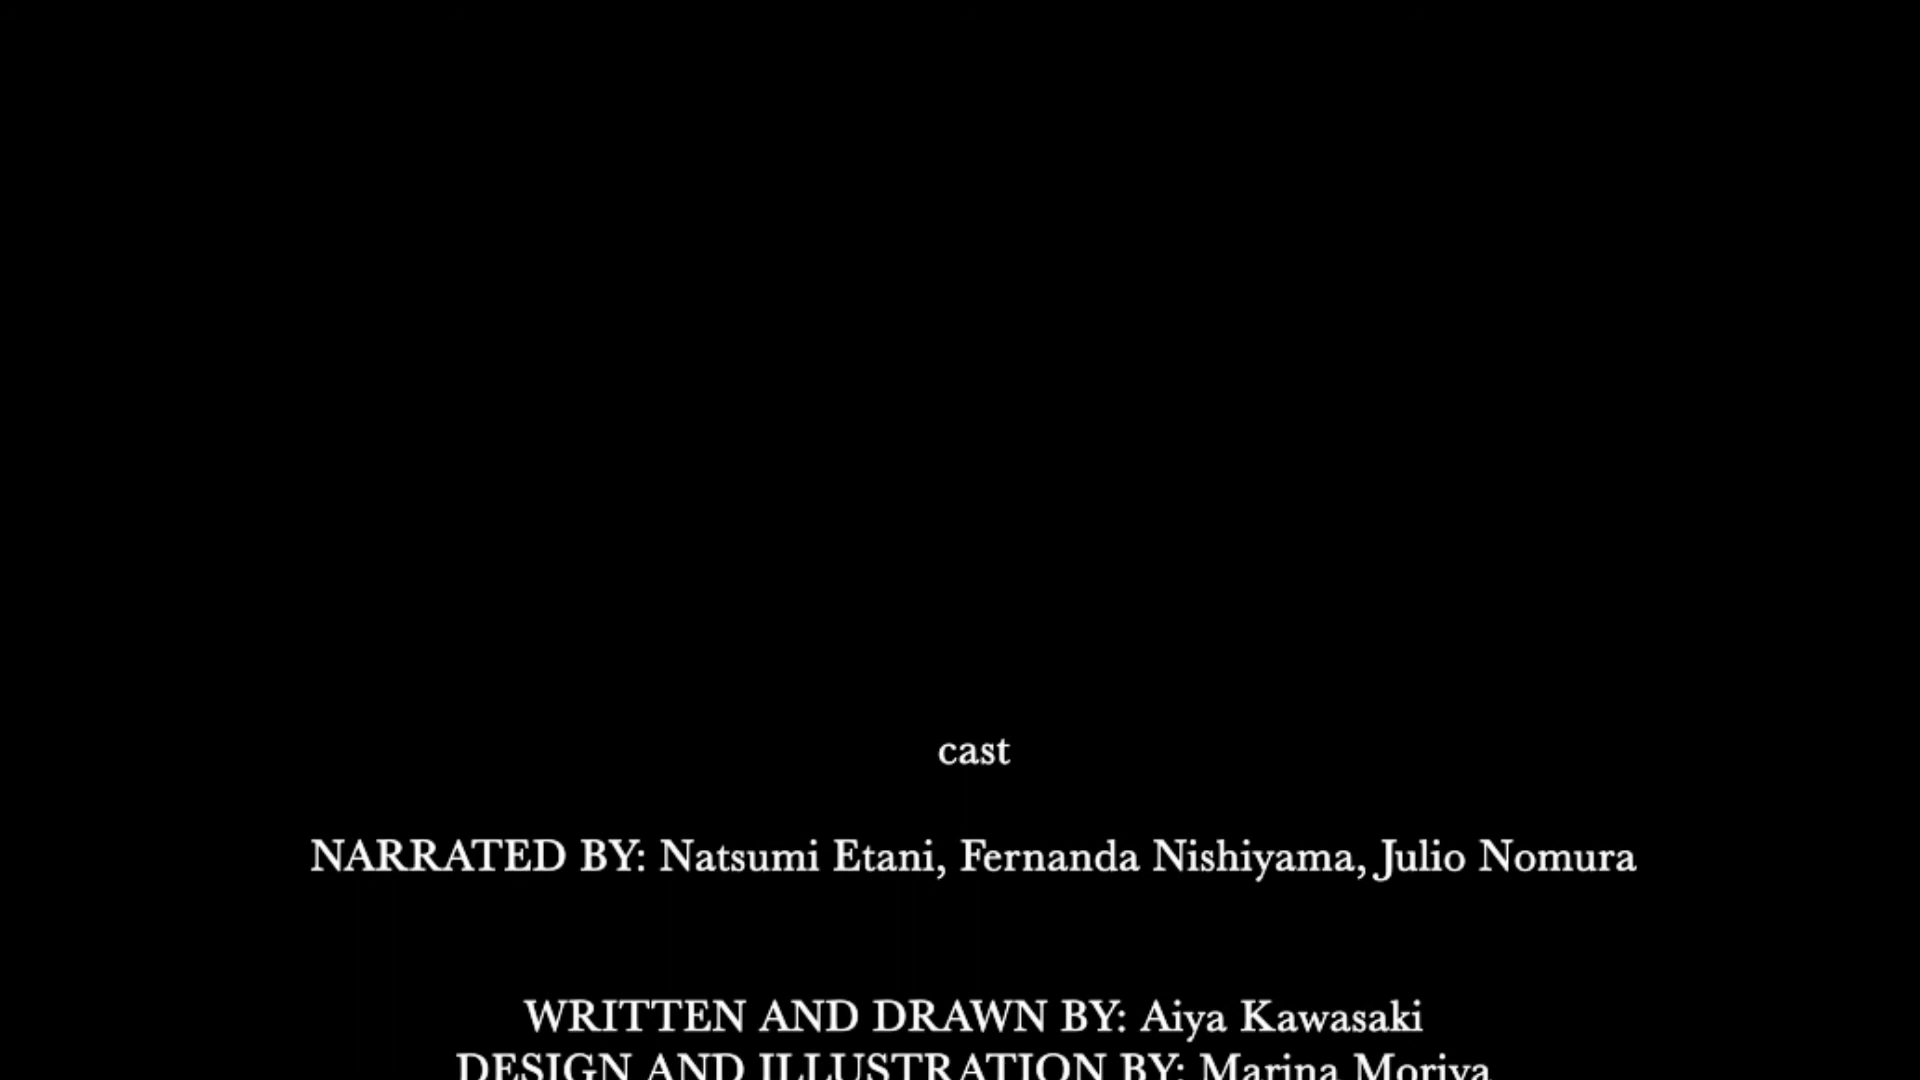 cast
NARRATED BY: Natsumi Etani, Fernanda Nishiyama, Julio Nomura
WRITTEN AND DRAWN BY: Aiya Kawasaki
DESIGN AND ILLUSTRATION BY: Marina Moriya